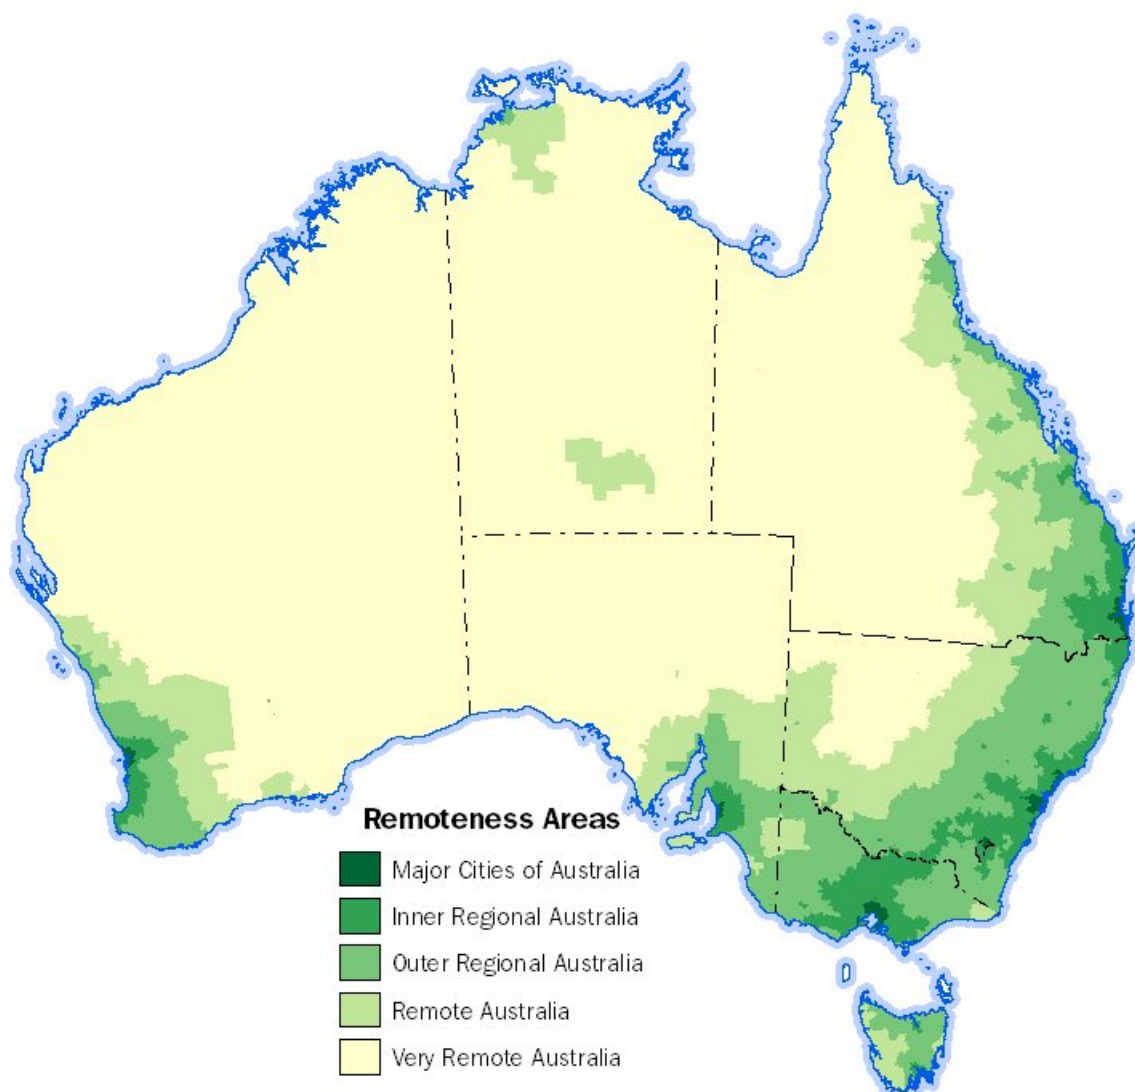 Remoteness Areas
Major Cities of Australia
Inner Regional Australia
Outer Regional Australia
Remote Australia
Very Remote Australia